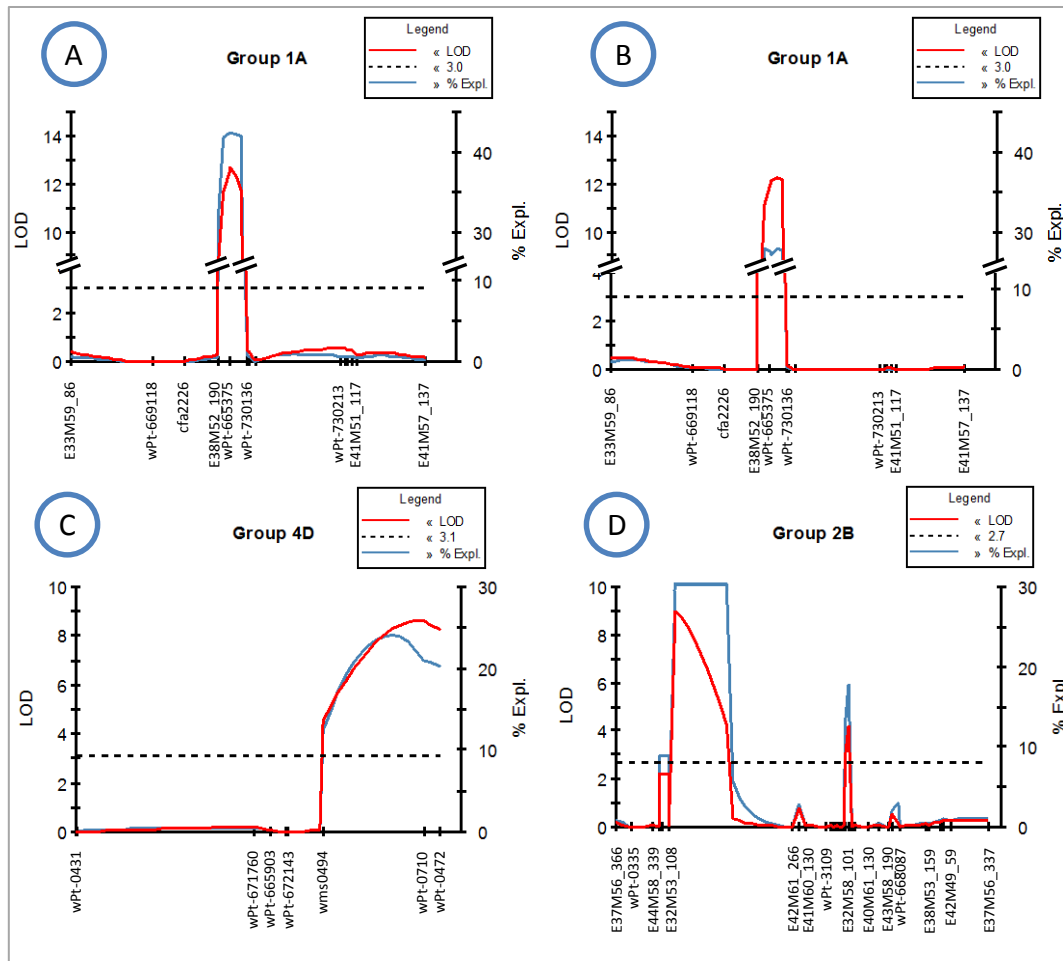 A
Group 1A
Legend
« LOD
« 3.0
» % Expl.
LOD
14
12
10
2
0
% Expl.
40
30
10
0
E33M59_86
wPt-669118
cfa2226
E38M52_190
wPt-665375
wPt-730136
wPt-730213
E41M51_117
E41M57_137
B
Group 1A
Legend
« LOD
« 3.0
» % Expl.
LOD
14
12
10
4
2
0
% Expl.
40
30
10
0
E33M59_86
wPt-669118
cfa2226
E38M52_190
wPt-665375
wPt-730136
wPt-730213
E41M51_117
E41M57_137
C
Group 4D
Legend
« LOD
« 3.1
» % Expl.
LOD
10
8
6
4
2
0
% Expl.
30
20
10
0
wPt-0431
wPt-671760
wPt-665903
wPt-672143
wms0494
wPt-0710
wPt-0472
D
Group 2B
Legend
« LOD
« 2.7
» % Expl.
LOD
10
8
6
4
2
0
% Expl.
30
20
10
0
E37M56_366
wPt-0335
E44M58_339
E32M53_108
E42M61_266
E41M60_130
wPt-3109
E32M58_101
E40M61_130
E43M58_190
wPt-668087
E38M53_159
E42M49_59
E37M56_337